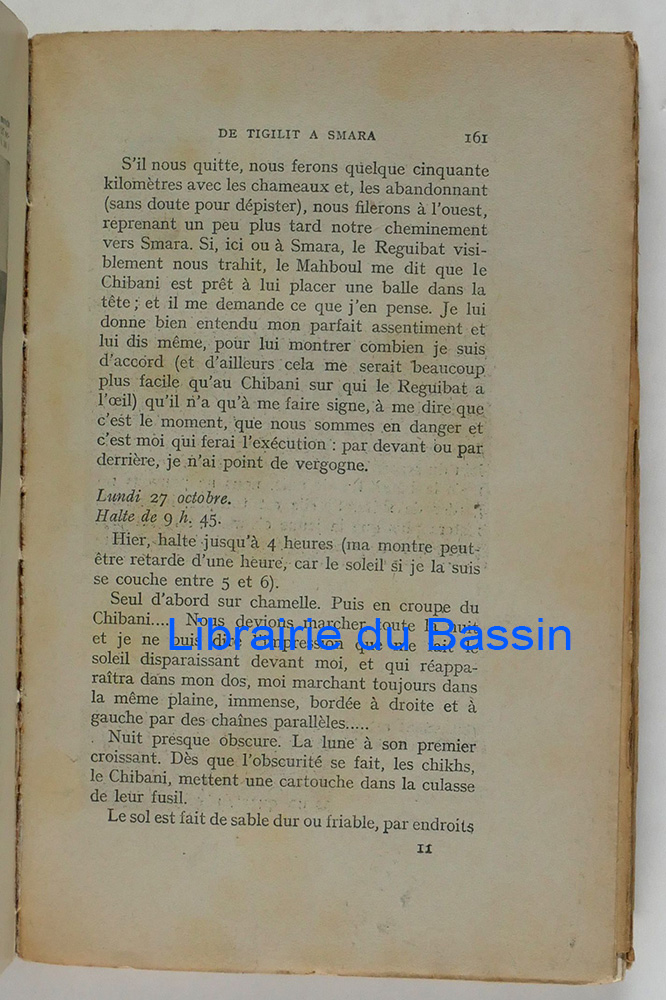 DE TIGILIT A SMARA 161
S'il nous quitte, nous ferons quelque cinquante
kilomètres avec les chameaux et, les abandonnant
(sans doute pour dépister), nous filerons à l'ouest,
reprenant un peu plus tard notre cheminement
vers Smara. Si, ici ou à Smara, le Reguibat visi-
blement nous trahit, le Mahboul me dit que le
Chibani est prêt à lui placer une balle dans la
tête ; et il me demande ce que j'en pense. Je lui
donne bien entendu mon parfait assentiment et
lui dis même, pour lui montrer combien je suis
d'accord (et d'ailleurs cela me serait beaucoup
plus facile qu'au Chibani sur qui le Reguibat a
l'œil) qu'il n'a qu'à me faire signe, à me dire que
c'est le moment, que nous sommes en danger et
c'est moi qui ferai l'exécution : par devant ou par
derrière, je n'ai point de vergogne.
Lundi 27 octobre.
Halte de 9 h. 45.
Hier, halte jusqu'à 4 heures (ma montre peut-
être retarde d'une heure, car le soleil si je la suis
se couche entre 5 et 6).
Seul d'abord sur chamelle. Puis en croupe du
Chibani.... Nous devions marcher toute la nuit
et je ne puis dire l'impression que me fait le
Librairie du Bassin
soleil disparaissant devant moi, et qui réappa-
raîtra dans mon dos, moi marchant toujours dans
la même plaine, immense, bordée à droite et à
gauche par des chaînes parallèles.....
Nuit presque obscure. La lune à son premier
croissant. Dès que l'obscurité se fait, les chikhs,
le Chibani, mettent une cartouche dans la culasse
de leur fusil.
Le sol est fait de sable dur ou friable, par endroits
11